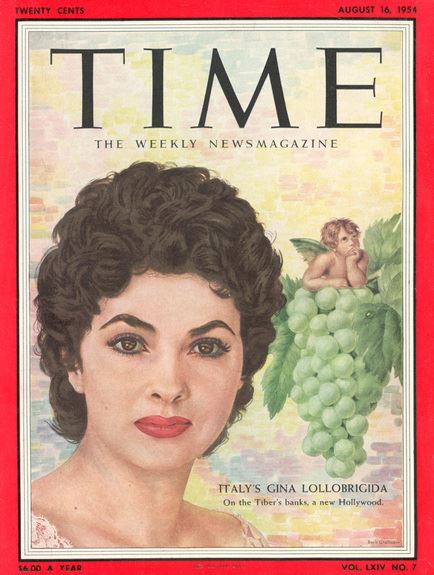 TWENTY CENTS AUGUST 16, 1954
TIME
THE WEEKLY NEWSMAGAZINE
ITALY'S GINA LOLLOBRIGIDA
On the Tiber's banks, a new Hollywood.
$6.00 A YEAR VOL. LXIV NO. 7